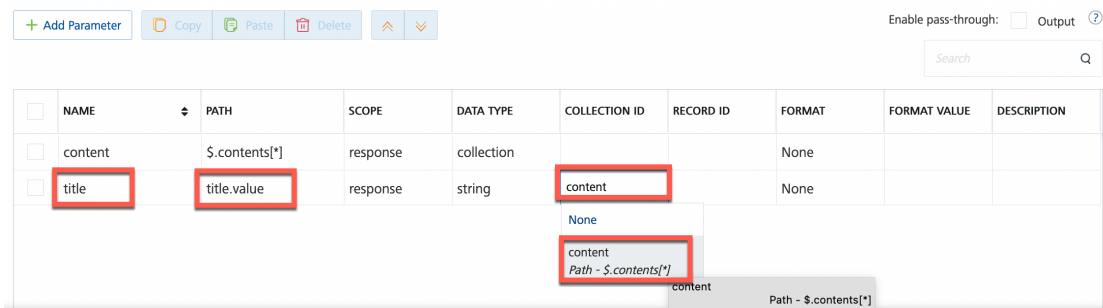 Add Parameter Copy Paste Delete Enable pass-through: Output ?
Search
NAME PATH SCOPE DATA TYPE COLLECTION ID RECORD ID FORMAT FORMAT VALUE DESCRIPTION
content $.contents[*] response collection None
title title.value response string content None
None
content
Path - $.contents[*]
content
Path - $.contents[*]